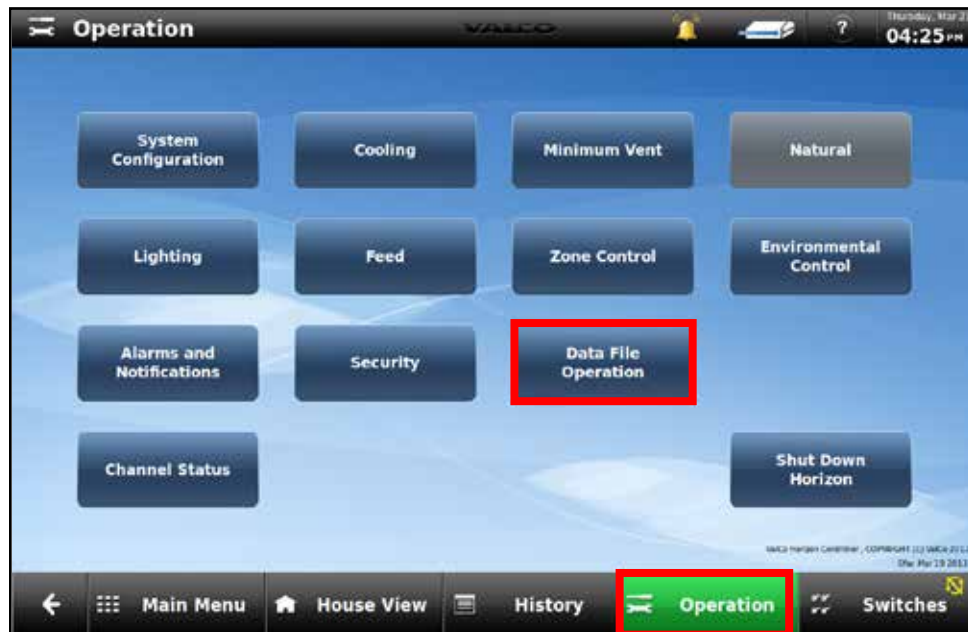 Operation
VALCO
?
04:25PM
System
Configuration
Cooling
Minimum Vent
Natural
Lighting
Feed
Zone Control
Environmental
Control
Alarms and
Notifications
Security
Data File
Operation
Channel Status
Shut Down
Horizon
Main Menu
House View
History
Operation
Switches